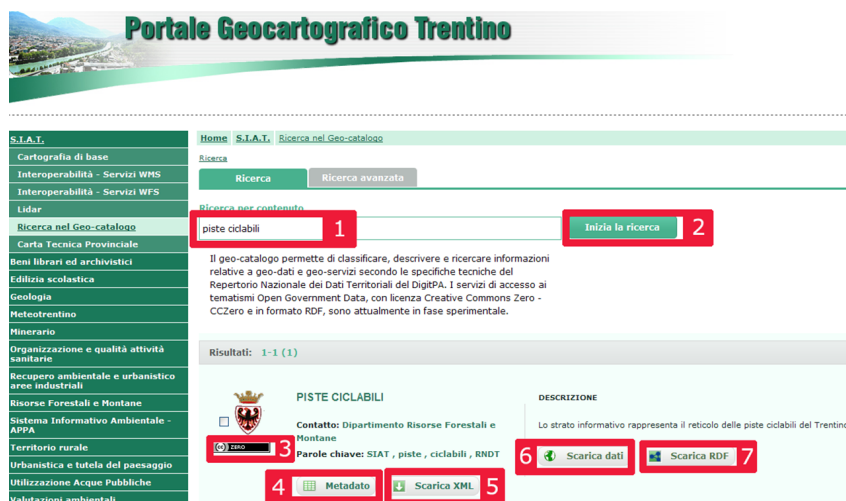 Portale Geocartografico Trentino
S.I.A.T.
Cartografia di base
Interoperabilità - Servizi WMS
Interoperabilità - Servizi WFS
Lidar
Ricerca nel Geo-catalogo
Carta Tecnica Provinciale
Beni librari ed archivistici
Edilizia scolastica
Geologia
Meteotrentino
Minerario
Organizzazione e qualità attività
sanitarie
Recupero ambientale e urbanistico
aree industriali
Risorse Forestali e Montane
Sistema Informativo Ambientale -
APPA
Territorio rurale
Urbanistica e tutela del paesaggio
Utilizzazione Acque Pubbliche
Valutazioni ambientali
Home S.I.A.T. Ricerca nel Geo-catalogo
Ricerca
Ricerca Ricerca avanzata
Ricerca per contenuto
piste ciclabili 1 Inizia la ricerca 2
Il geo-catalogo permette di classificare, descrivere e ricercare informazioni
relative a geo-dati e geo-servizi secondo le specifiche tecniche del
Repertorio Nazionale dei Dati Territoriali del DigitPA. I servizi di accesso ai
tematismi Open Government Data, con licenza Creative Commons Zero -
CCZero e in formato RDF, sono attualmente in fase sperimentale.
Risultati: 1-1 (1)
PISTE CICLABILI
Contatto: Dipartimento Risorse Forestali e
Montane
Parole chiave: SIAT , piste , ciclabili , RNDT
cc ZERO 3
4 Metadato Scarica XML 5
DESCRIZIONE
Lo strato informativo rappresenta il reticolo delle piste ciclabili del Trentino
6 Scarica dati Scarica RDF 7